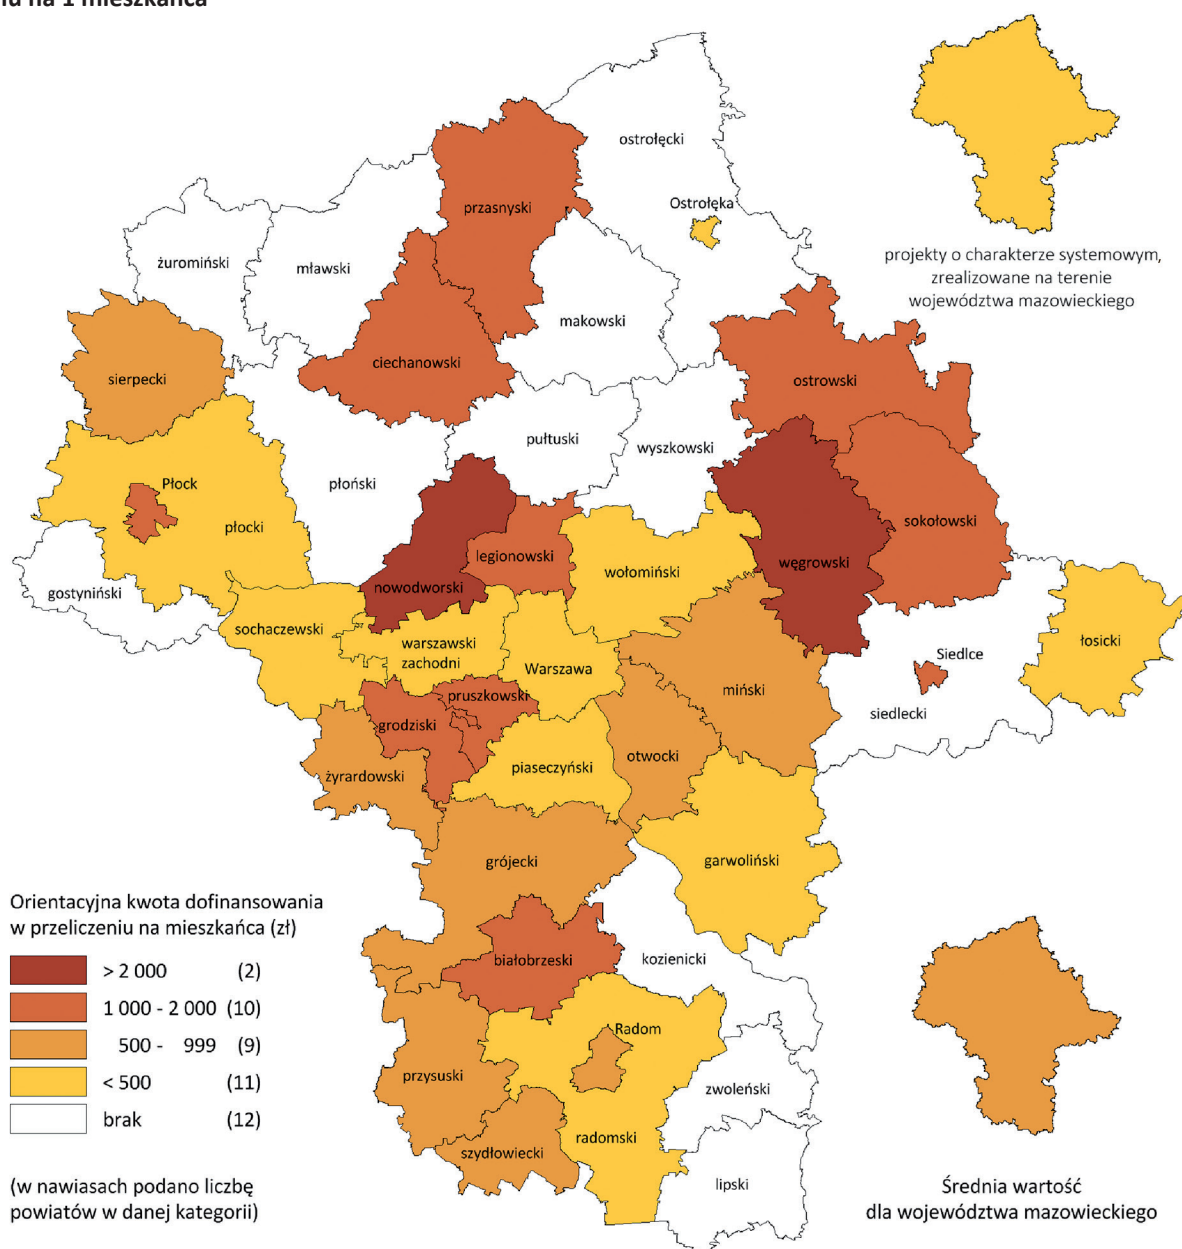 na 1 mieszkańca
ostrołęcki
Ostrołęka
przasnyski
żuromiński
mławski
makowski
projekty o charakterze systemowym,
zrealizowane na terenie
województwa mazowieckiego
sierpecki
ciechanowski
ostrowski
pułtuski
wyszkowski
Płock
płoński
płocki
sokołowski
legionowski
wołomiński
węgrowski
gostyniński
nowodworski
sochaczewski
warszawski
zachodni
Warszawa
Siedlce
łosicki
pruszkowski
miński
grodziski
siedlecki
otwocki
piaseczyński
żyrardowski
grójecki
garwoliński
Orientacyjna kwota dofinansowania
w przeliczeniu na mieszkańca (zł)
> 2 000 (2)
1 000 - 2 000 (10)
500 - 999 (9)
< 500 (11)
brak (12)
(w nawiasach podano liczbę
powiatów w danej kategorii)
białobrzeski
kozienicki
Radom
przysuski
zwoleński
radomski
szydłowiecki
lipski
Średnia wartość
dla województwa mazowieckiego